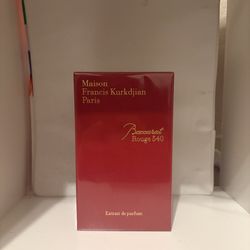 Maison
Francis Kurkdjian
Paris
Baccarat
Rouge 540
Extrait de parfum